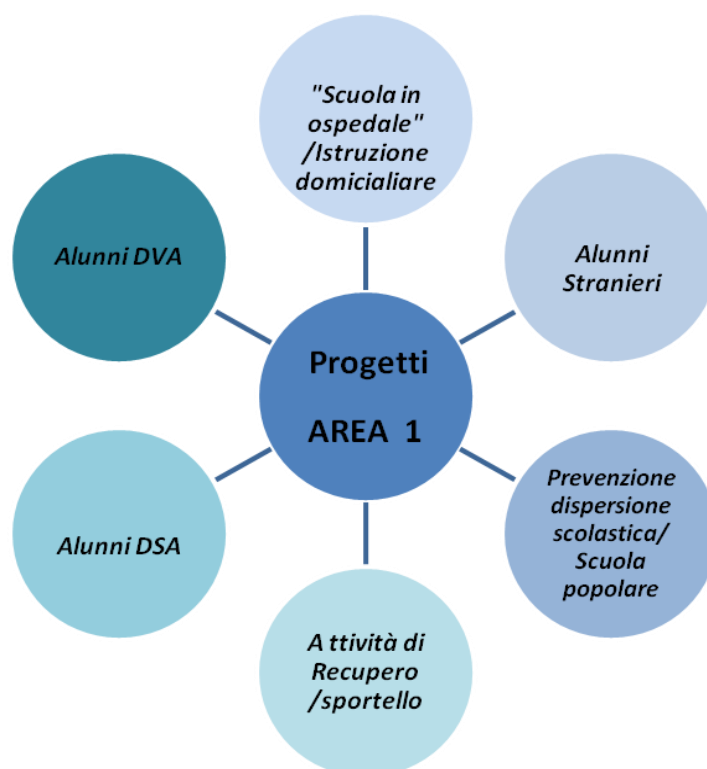 "Scuola in
ospedale"
/Istruzione
domicialiare
Alunni DVA
Alunni
Stranieri
Progetti
AREA 1
Alunni DSA
Prevenzione
dispersione
scolastica/
Scuola
popolare
A ttività di
Recupero
/sportello